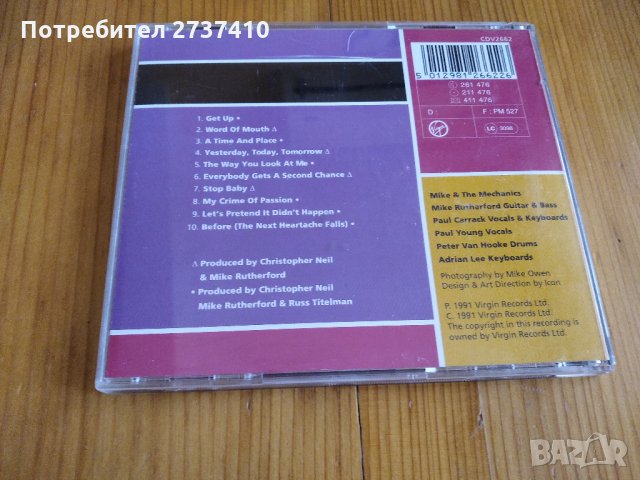 Потребител 2737410
CDV2662
5 012981 266226
261 476
211 476
411 476
D :
F : PM 527
Virgin
LC 3098
1. Get Up •
2. Word Of Mouth Δ
3. A Time And Place •
4. Yesterday, Today, Tomorrow Δ
5. The Way You Look At Me •
6. Everybody Gets A Second Chance Δ
7. Stop Baby Δ
8. My Crime Of Passion •
9. Let's Pretend It Didn't Happen •
10. Before (The Next Heartache Falls) •
Δ Produced by Christopher Neil
& Mike Rutherford
• Produced by Christopher Neil
Mike Rutherford & Russ Titelman
Mike & The Mechanics
Mike Rutharford Guitar & Bass
Paul Carrack Vocals & Keyboards
Paul Young Vocals
Peter Van Hooke Drums
Adrian Lee Keyboards
Photography by Mike Owen
Design & Art Direction by Icon
P. 1991 Virgin Records Ltd.
C. 1991 Virgin Records Ltd.
The copyright in this recording is
owned by Virgin Records Ltd.
BAZAR